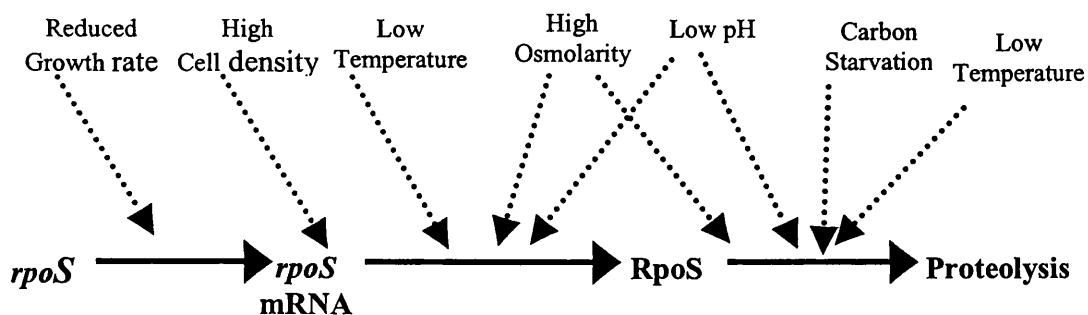 Reduced
Growth rate
High
Cell density
Low
Temperature
High
Osmolarity
Low pH
Carbon
Starvation
Low
Temperature
rpoS
rpoS
mRNA
RpoS
Proteolysis